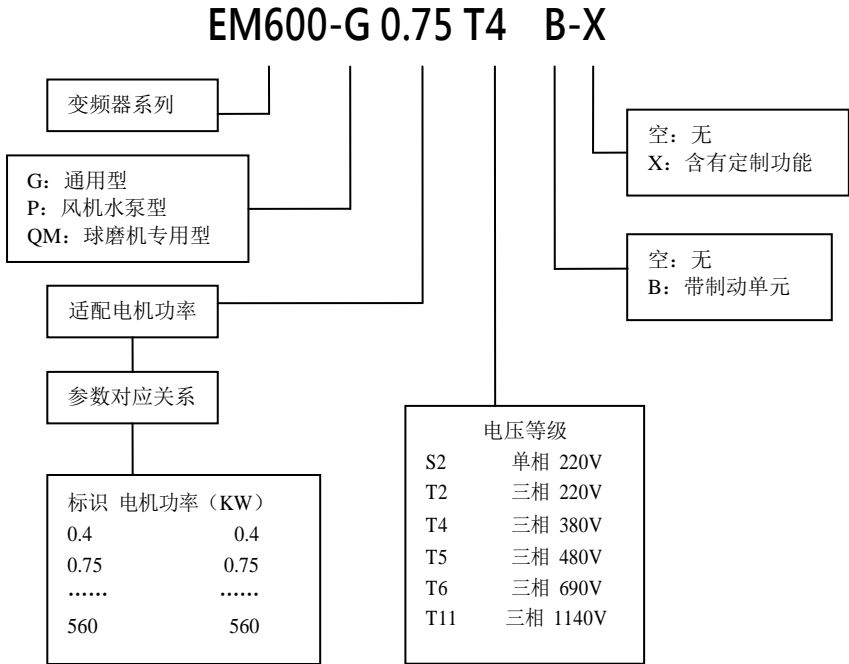 EM600-G 0.75 T4 B-X
变频器系列
G：通用型
P：风机水泵型
QM：球磨机专用型
适配电机功率
参数对应关系
标识 电机功率（KW）
0.4 0.4
0.75 0.75
…… ……
560 560
电压等级
S2 单相 220V
T2 三相 220V
T4 三相 380V
T5 三相 480V
T6 三相 690V
T11 三相 1140V
空：无
X：含有定制功能
空：无
B：带制动单元